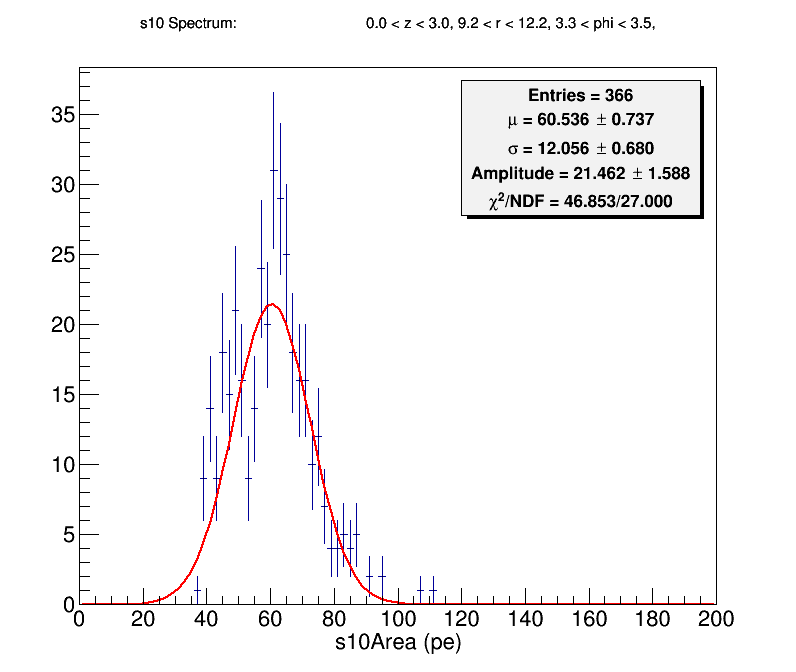 s10 Spectrum: 0.0 < z < 3.0, 9.2 < r < 12.2, 3.3 < phi < 3.5,
Entries = 366
μ = 60.536 ± 0.737
σ = 12.056 ± 0.680
Amplitude = 21.462 ± 1.588
χ²/NDF = 46.853/27.000
35
30
25
20
15
10
5
0
0 20 40 60 80 100 120 140 160 180 200
s10Area (pe)